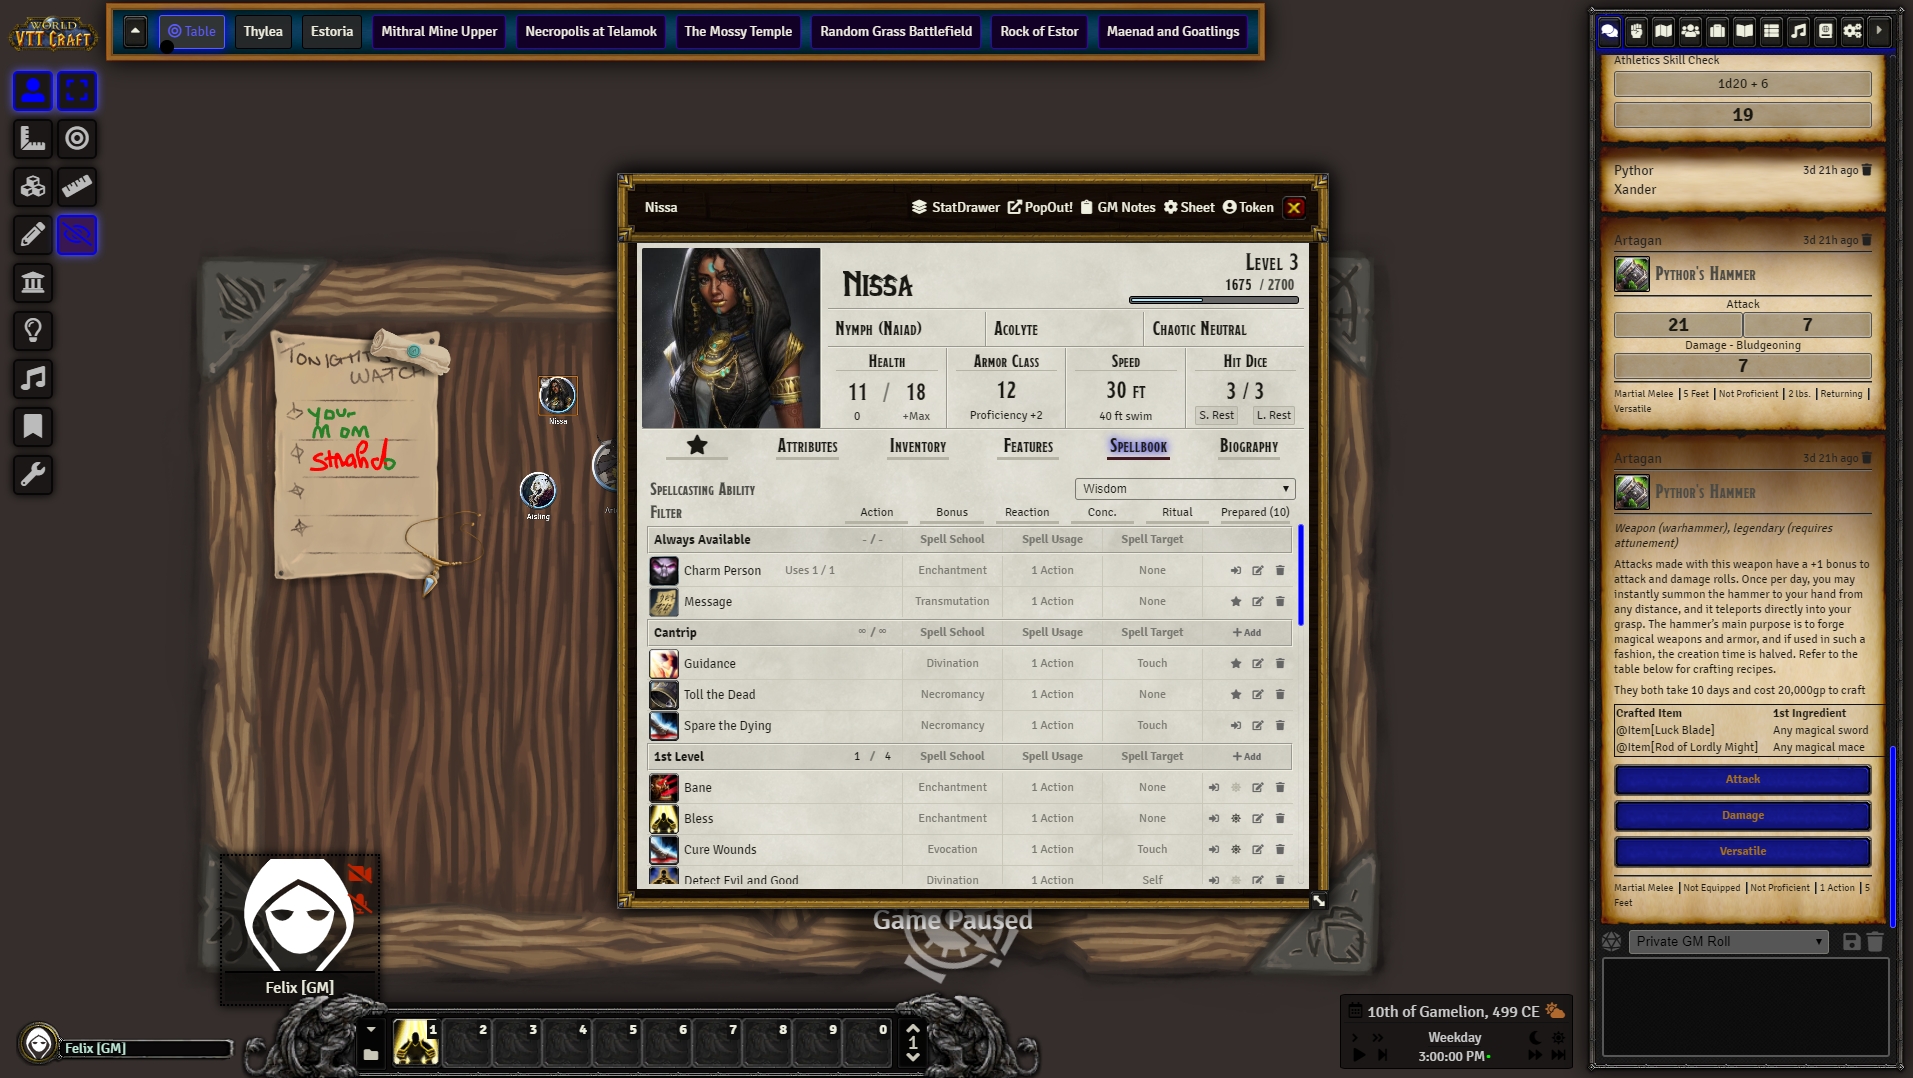 WORLD
VTT CRAFT
Table
Thylea
Estoria
Mithral Mine Upper
Necropolis at Telamok
The Mossy Temple
Random Grass Battlefield
Rock of Estor
Maenad and Goatlings
TONIGHT'S
WATCH
your
mom
strahd
Nissa
Aisling
Nissa
StatDrawer PopOut! GM Notes Sheet Token
Nissa
Level 3
1675 / 2700
Nymph (Naiad) Acolyte Chaotic Neutral
Health Armor Class Speed Hit Dice
11 / 18 12 30 ft 3 / 3
0 +Max Proficiency +2 40 ft swim S. Rest L. Rest
Attributes Inventory Features Spellbook Biography
Spellcasting Ability Wisdom
Filter Action Bonus Reaction Conc. Ritual Prepared (10)
Always Available - / - Spell School Spell Usage Spell Target
Charm Person Uses 1 / 1 Enchantment 1 Action None
Message Transmutation 1 Action None
Cantrip ∞ / ∞ Spell School Spell Usage Spell Target + Add
Guidance Divination 1 Action Touch
Toll the Dead Necromancy 1 Action None
Spare the Dying Necromancy 1 Action Touch
1st Level 1 / 4 Spell School Spell Usage Spell Target + Add
Bane Enchantment 1 Action None
Bless Enchantment 1 Action None
Cure Wounds Evocation 1 Action Touch
Detect Evil and Good Divination 1 Action Self
Game Paused
Felix [GM]
Felix [GM]
1 2 3 4 5 6 7 8 9 0
1
10th of Gamelion, 499 CE
Weekday
3:00:00 PM
Athletics Skill Check
1d20 + 6
19
Pythor 3d 21h ago
Xander
Artagan 3d 21h ago
Pythor's Hammer
Attack
21 7
Damage - Bludgeoning
7
Martial Melee | 5 Feet | Not Proficient | 2 lbs. | Returning |
Versatile
Artagan 3d 21h ago
Pythor's Hammer
Weapon (warhammer), legendary (requires
attunement)
Attacks made with this weapon have a +1 bonus to
attack and damage rolls. Once per day, you may
instantly summon the hammer to your hand from
any distance, and it teleports directly into your
grasp. The hammer's main purpose is to forge
magical weapons and armor, and if used in such a
fashion, the creation time is halved. Refer to the
table below for crafting recipes.
They both take 10 days and cost 20,000gp to craft
Crafted Item 1st Ingredient
@Item[Luck Blade] Any magical sword
@Item[Rod of Lordly Might] Any magical mace
Attack
Damage
Versatile
Martial Melee | Not Equipped | Not Proficient | 1 Action | 5
Feet
Private GM Roll